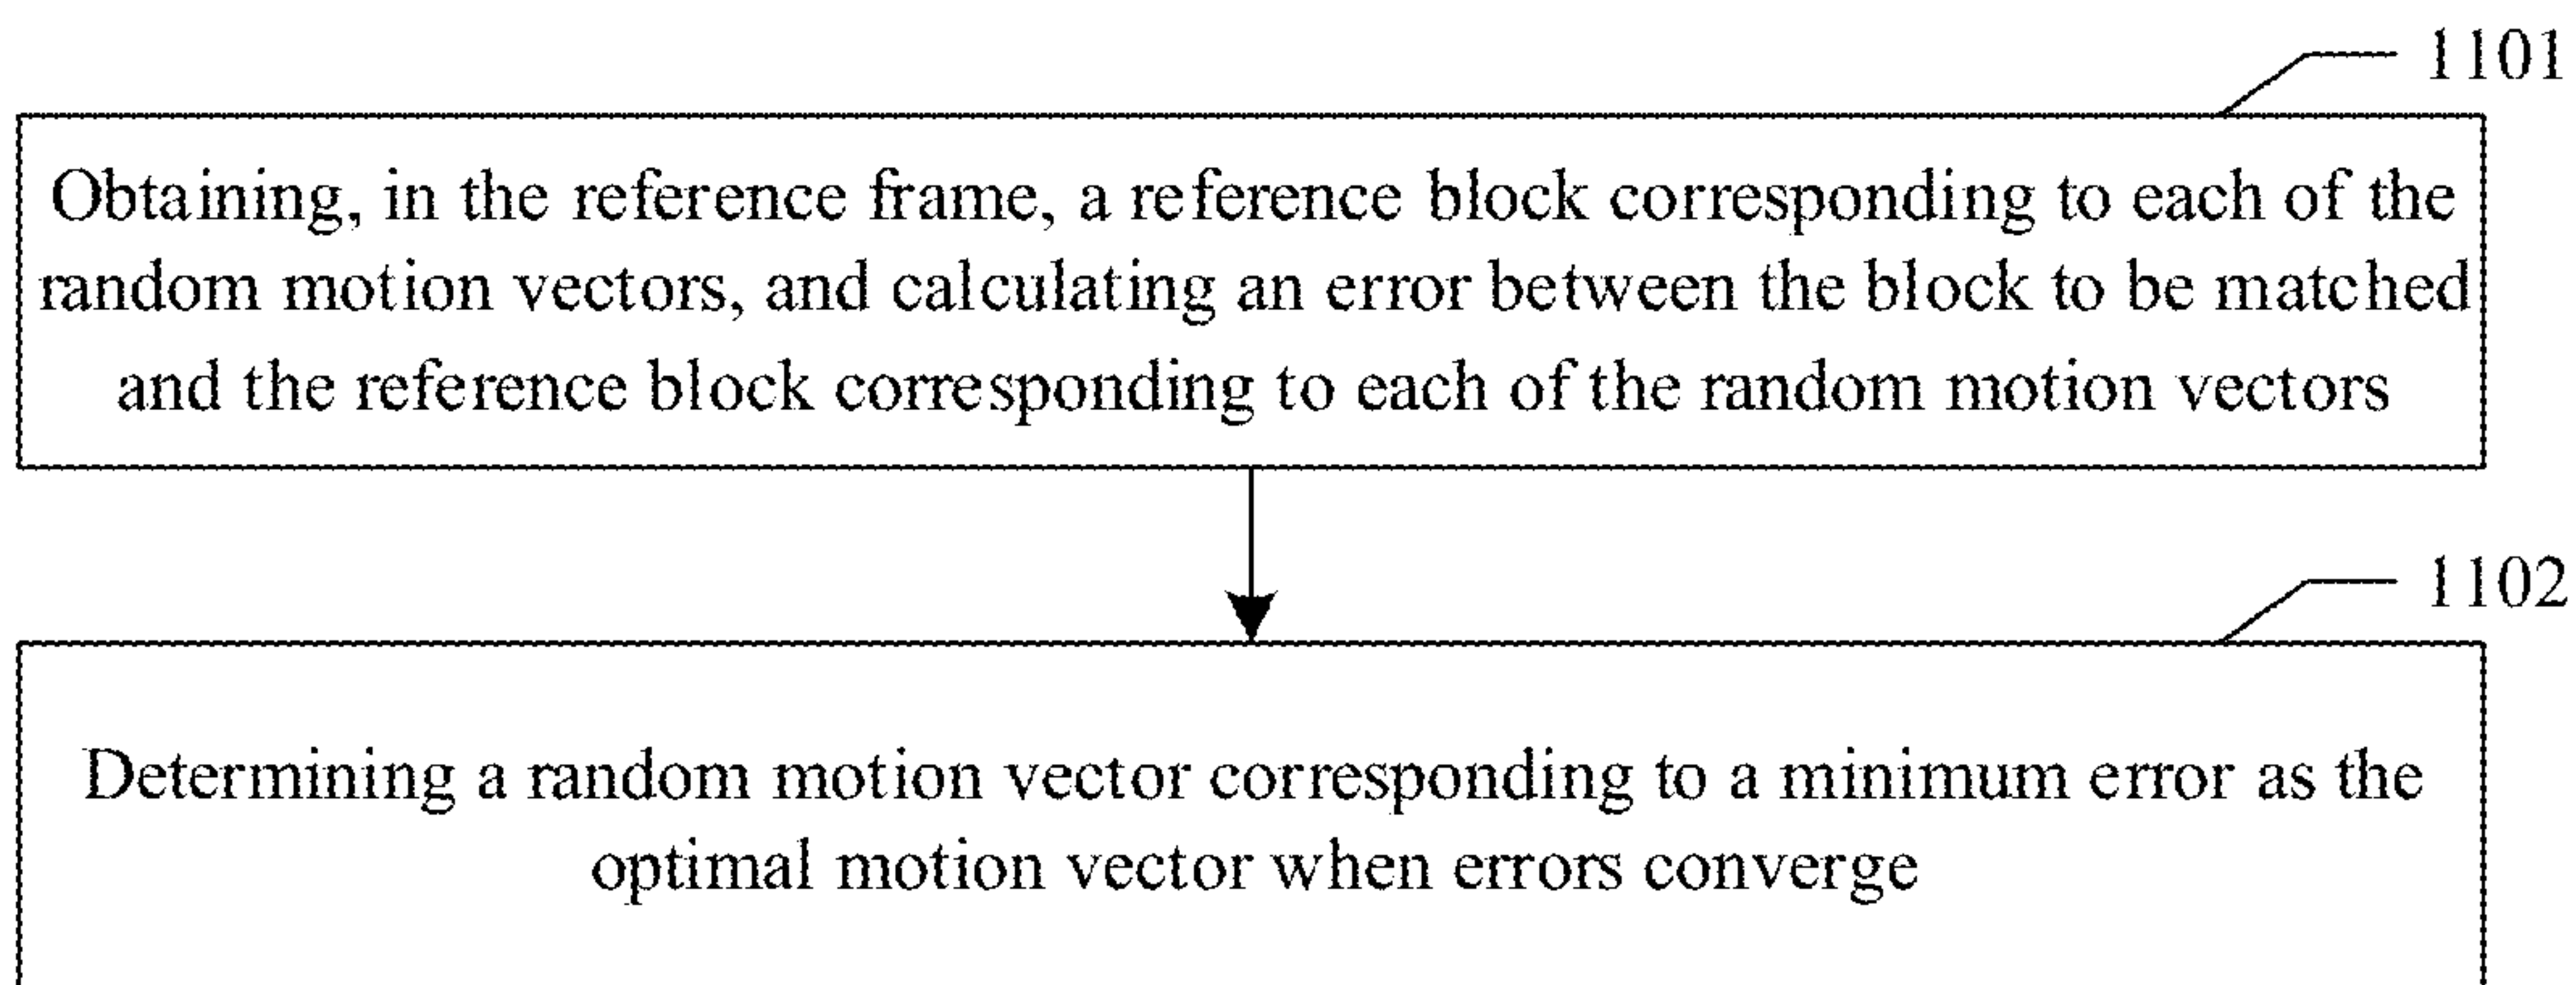 1101
Obtaining, in the reference frame, a reference block corresponding to each of the
random motion vectors, and calculating an error between the block to be matched
and the reference block corresponding to each of the random motion vectors
1102
Determining a random motion vector corresponding to a minimum error as the
optimal motion vector when errors converge